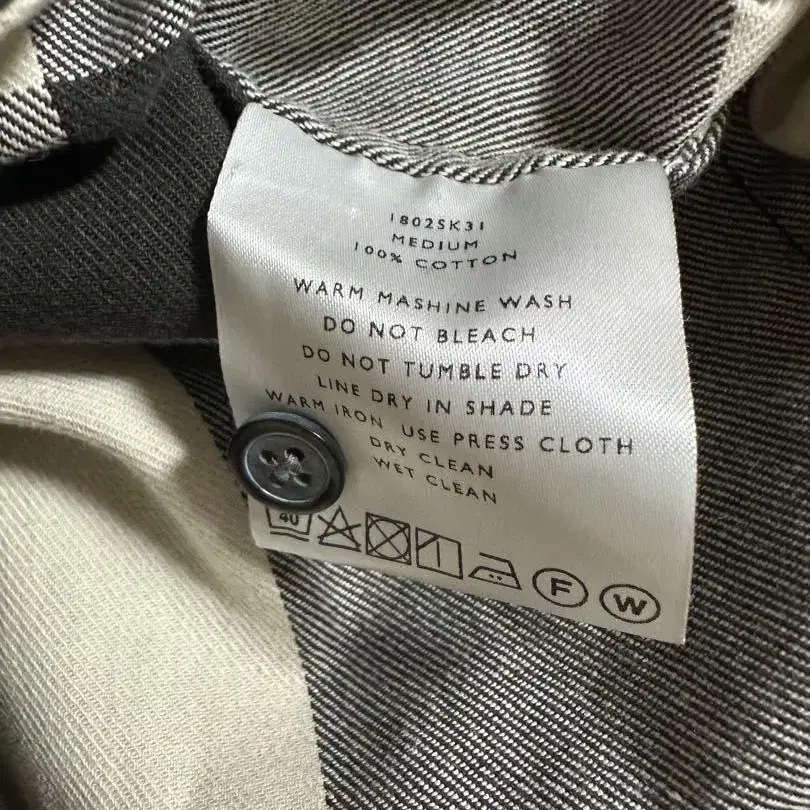 1802SK31
MEDIUM
100% COTTON
WARM MASHINE WASH
DO NOT BLEACH
DO NOT TUMBLE DRY
LINE DRY IN SHADE
WARM IRON USE PRESS CLOTH
DRY CLEAN
WET CLEAN
40 F W